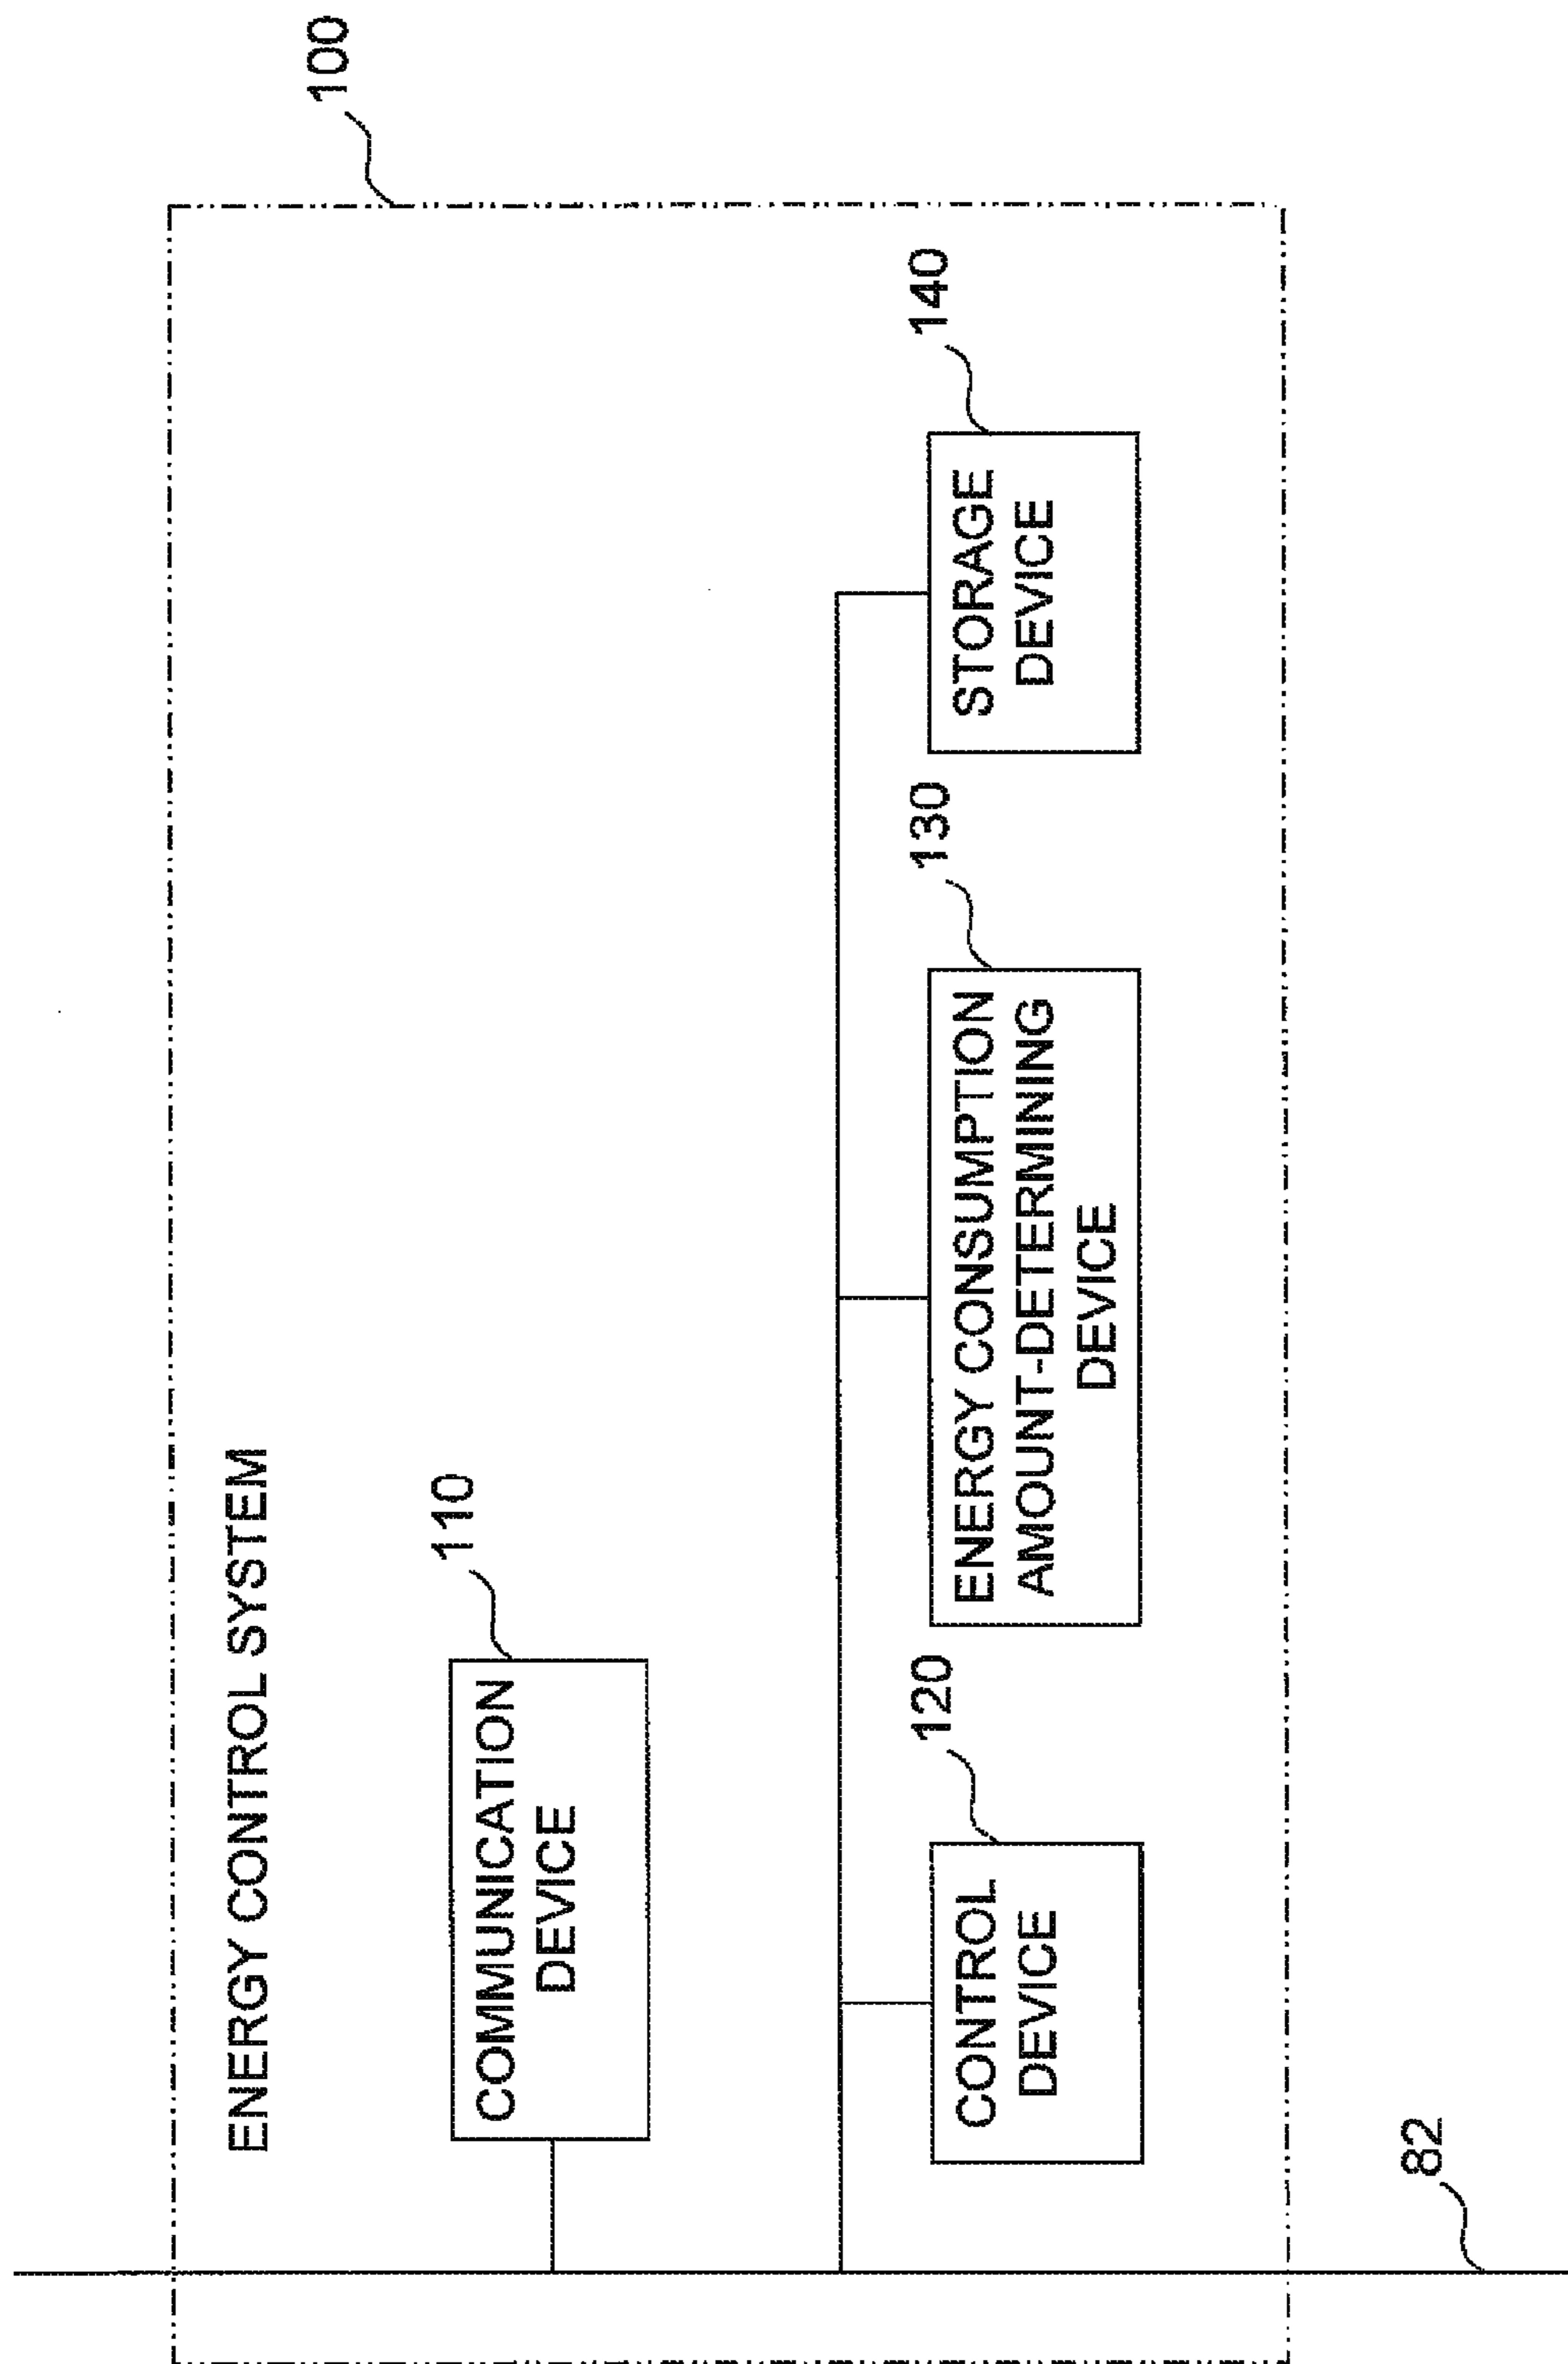 100
ENERGY CONTROL SYSTEM
110
COMMUNICATION
DEVICE
120
CONTROL
DEVICE
130
ENERGY CONSUMPTION
AMOUNT-DETERMINING
DEVICE
140
STORAGE
DEVICE
82